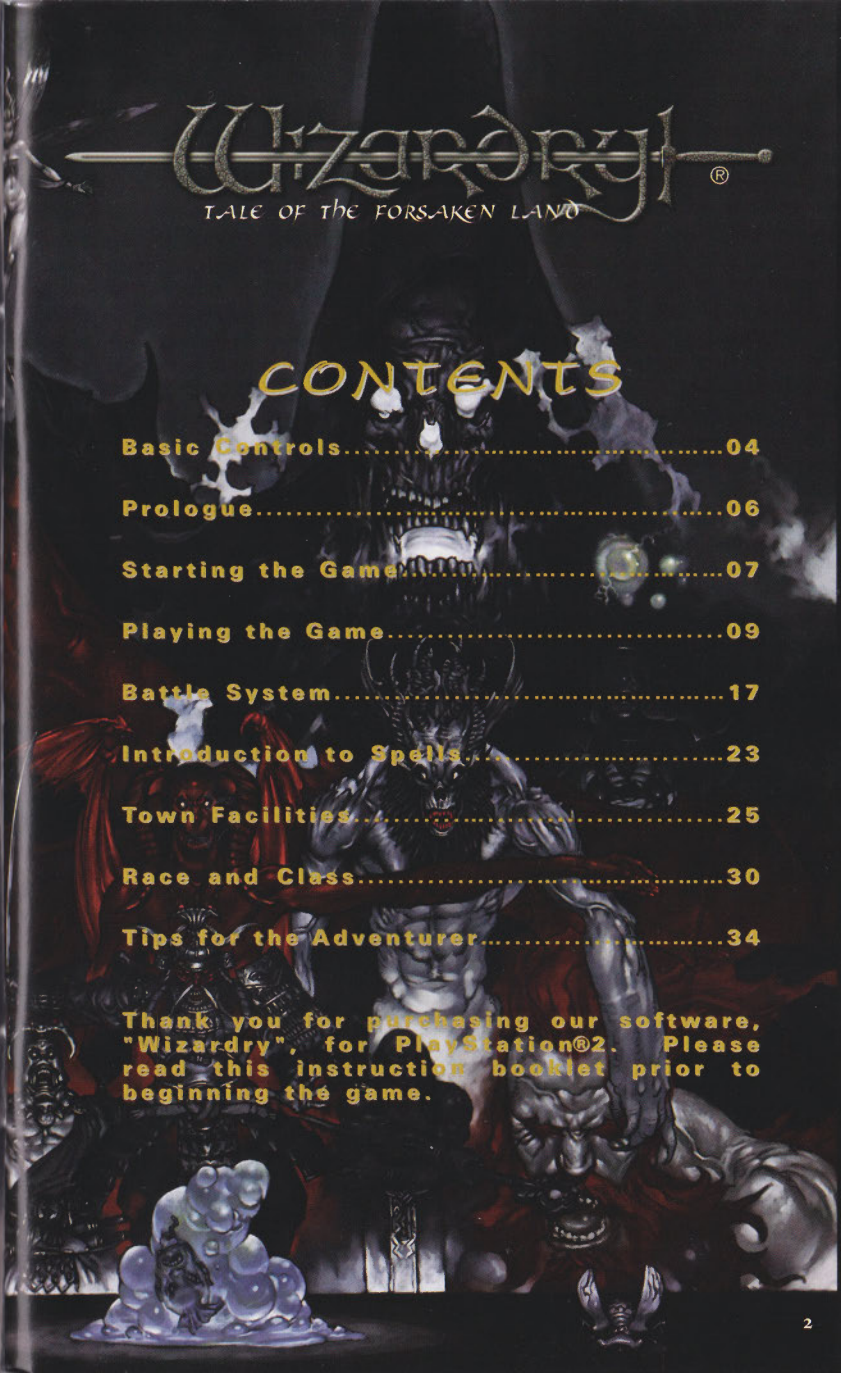 Wizardry®
TALE OF THE FORSAKEN LAND
CONTENTS
Basic Controls..........................................04
Prologue..........................................06
Starting the Game..........................................07
Playing the Game..........................................09
Battle System..........................................17
Introduction to Spells..........................................23
Town Facilities..........................................25
Race and Class..........................................30
Tips for the Adventurer..........................................34
Thank you for purchasing our software,
"Wizardry", for PlayStation®2. Please
read this instruction booklet prior to
beginning the game.
2